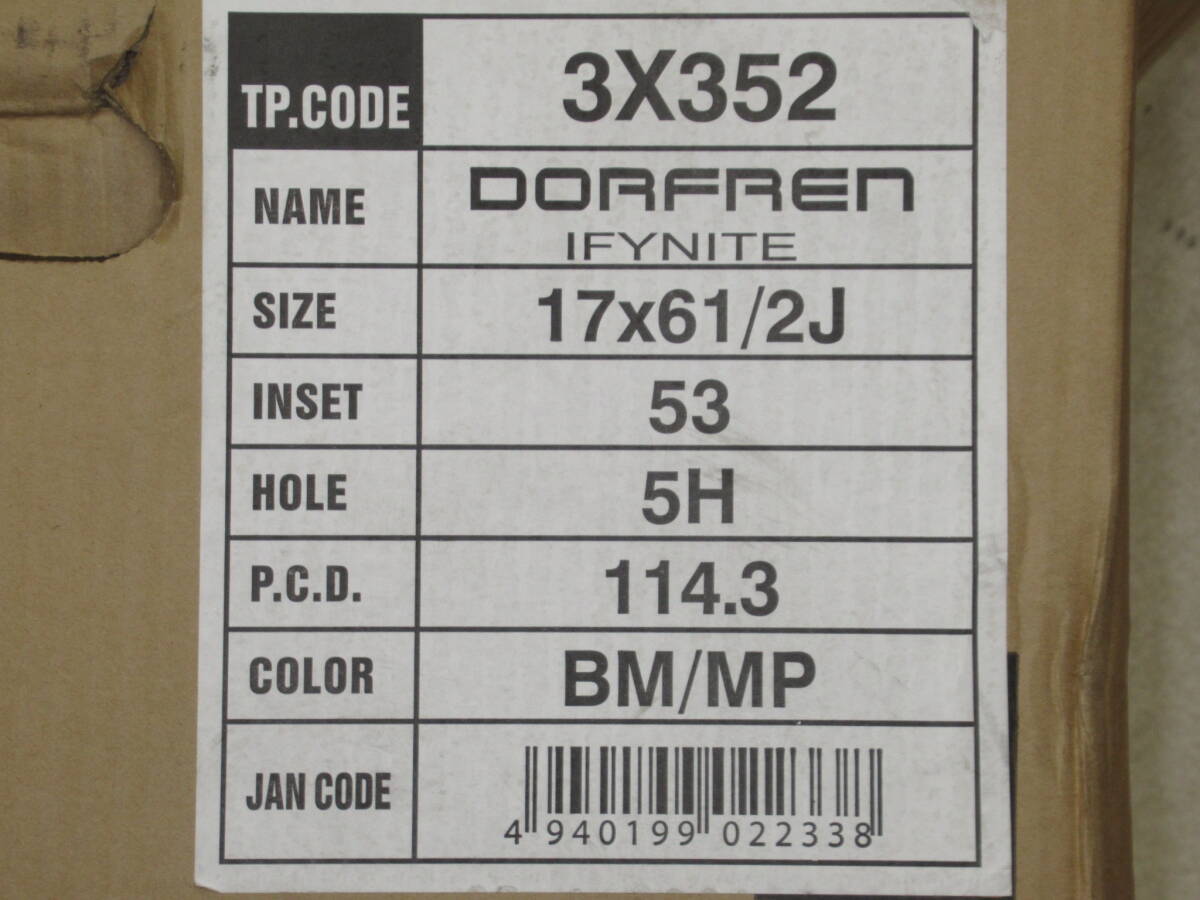 TP.CODE 3X352
NAME DORFREN
IFYNITE
SIZE 17x61/2J
INSET 53
HOLE 5H
P.C.D. 114.3
COLOR BM/MP
JAN CODE 4 940199 022338